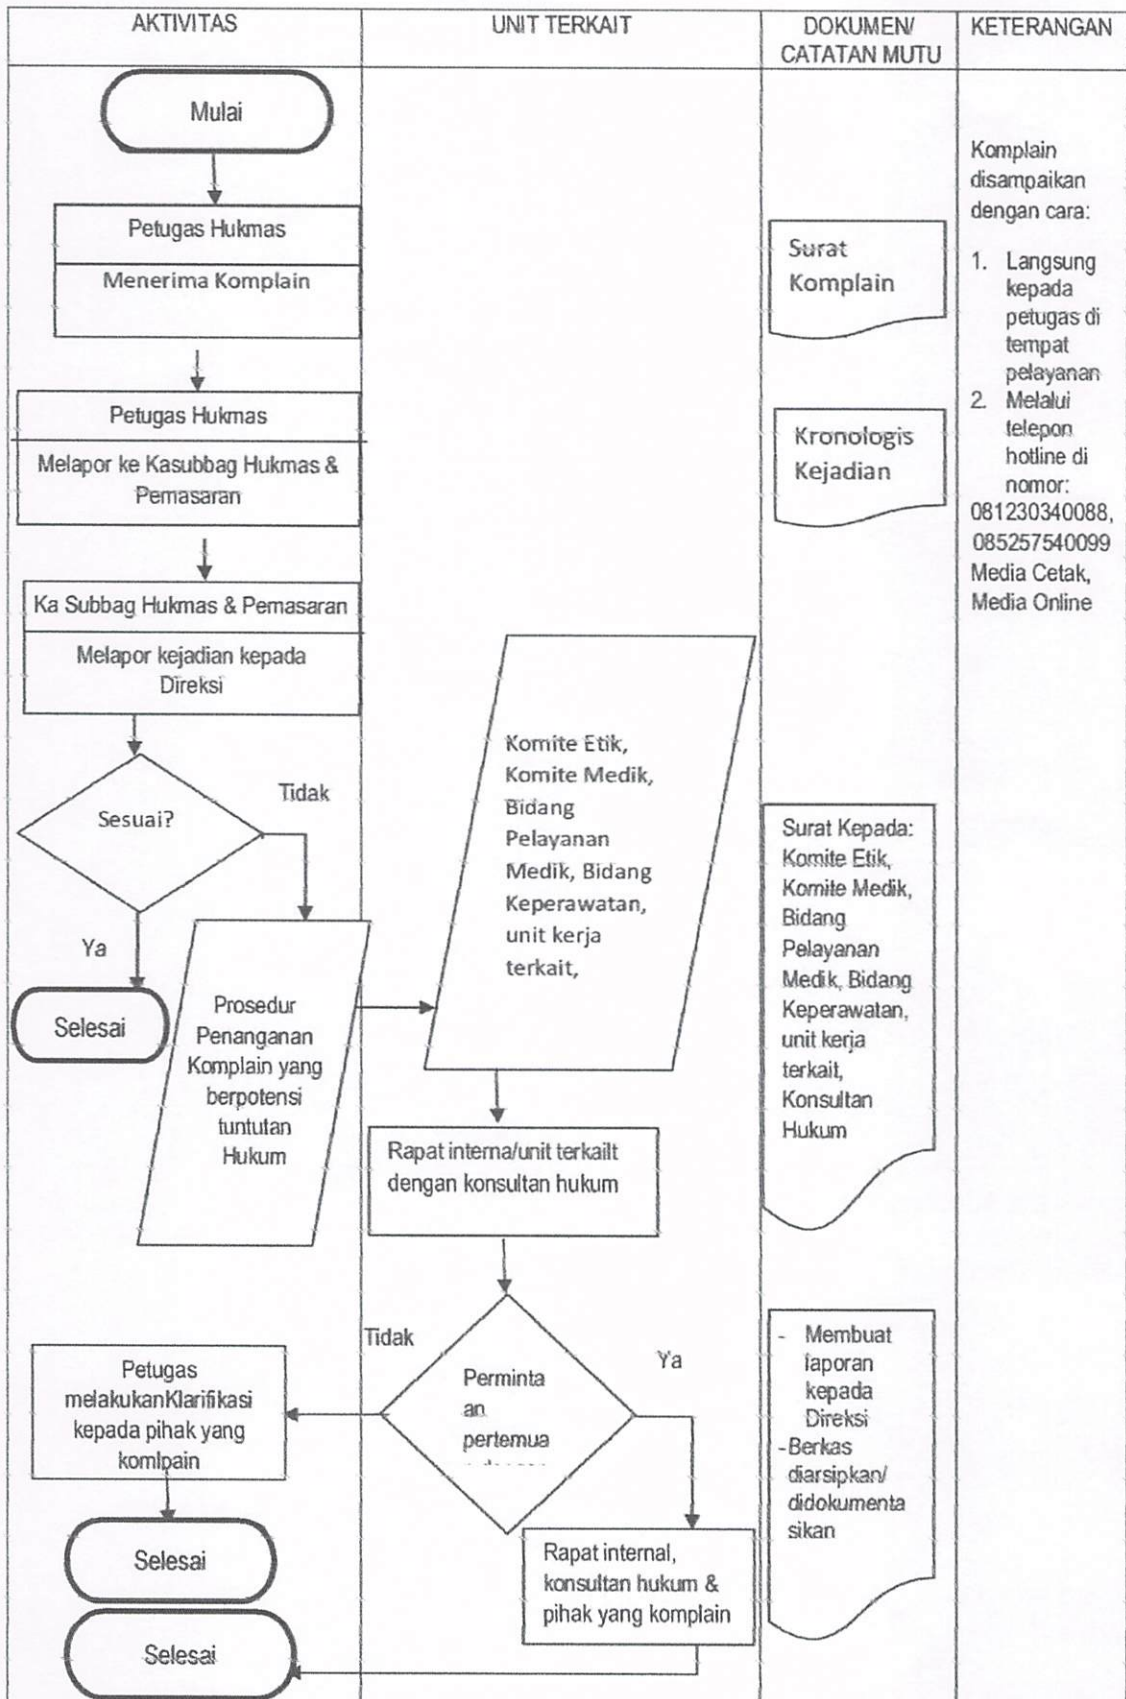 AKTIVITAS
UNIT TERKAIT
DOKUMEN/
CATATAN MUTU
KETERANGAN
Mulai
Petugas Hukmas
Menerima Komplain
Surat
Komplain
Komplain
disampaikan
dengan cara:
1. Langsung
kepada
petugas di
tempat
pelayanan
2. Melalui
telepon
hotline di
nomor:
081230340088,
085257540099
Media Cetak,
Media Online
Petugas Hukmas
Melapor ke Kasubbag Hukmas &
Pemasaran
Kronologis
Kejadian
Ka Subbag Hukmas & Pemasaran
Melapor kejadian kepada
Direksi
Sesuai?
Tidak
Ya
Selesai
Prosedur
Penanganan
Komplain yang
berpotensi
tuntutan
Hukum
Komite Etik,
Komite Medik,
Bidang
Pelayanan
Medik, Bidang
Keperawatan,
unit kerja
terkait,
Surat Kepada:
Komite Etik,
Komite Medik,
Bidang
Pelayanan
Medik, Bidang
Keperawatan,
unit kerja
terkait,
Konsultan
Hukum
Rapat interna/unit terkailt
dengan konsultan hukum
Tidak
Ya
Perminta
an
pertemua
Petugas
melakukanKlarifikasi
kepada pihak yang
komlpain
- Membuat
laporan
kepada
Direksi
-Berkas
diarsipkan/
didokumenta
sikan
Selesai
Rapat internal,
konsultan hukum &
pihak yang komplain
Selesai